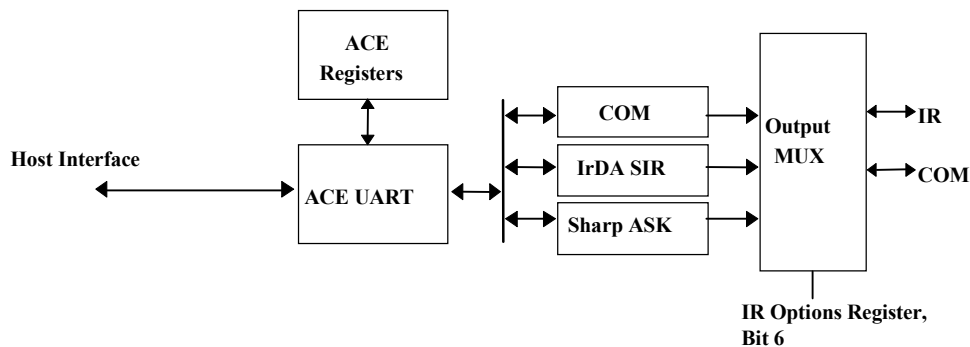 ACE
Registers
Host Interface
ACE UART
COM
IrDA SIR
Sharp ASK
Output
MUX
IR
COM
IR Options Register,
Bit 6